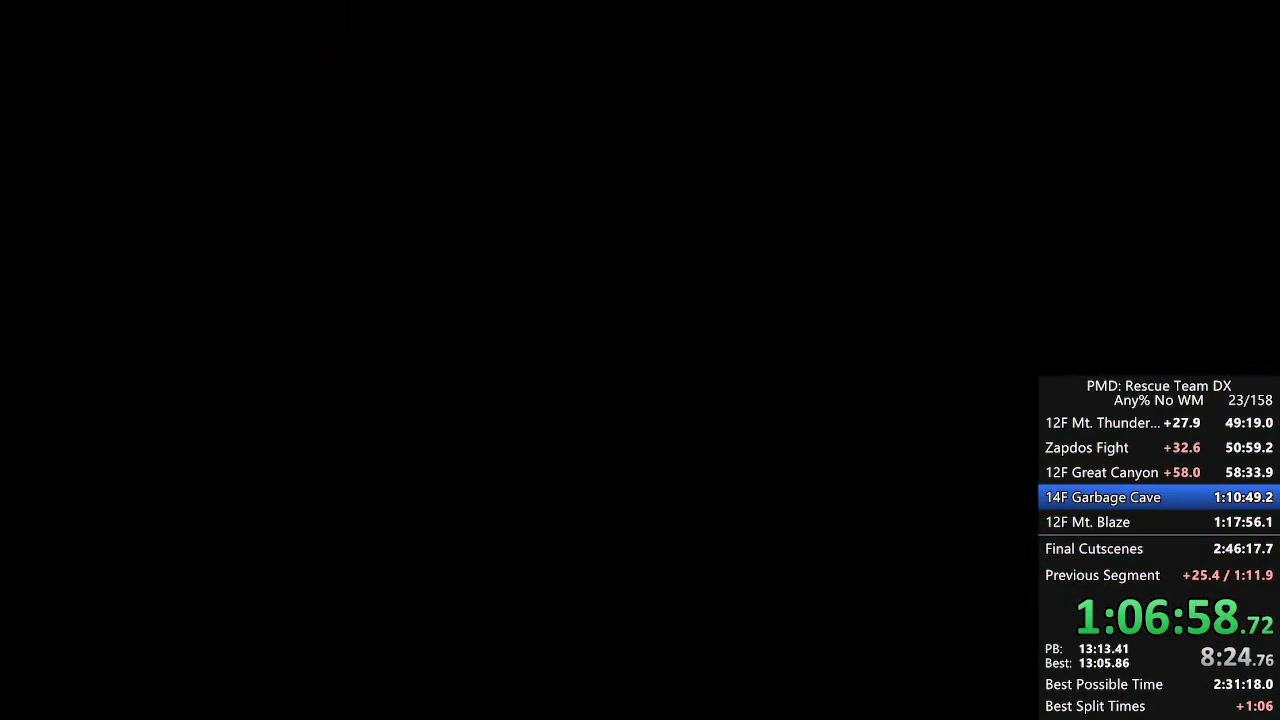 PMD: Rescue Team DX
Any% No WM 23/158
12F Mt. Thunder... +27.9 49:19.0
Zapdos Fight +32.6 50:59.2
12F Great Canyon +58.0 58:33.9
14F Garbage Cave 1:10:49.2
12F Mt. Blaze 1:17:56.1
Final Cutscenes 2:46:17.7
Previous Segment +25.4 / 1:11.9
1:06:58.72
PB: 13:13.41
Best: 13:05.86
8:24.76
Best Possible Time 2:31:18.0
Best Split Times +1:06